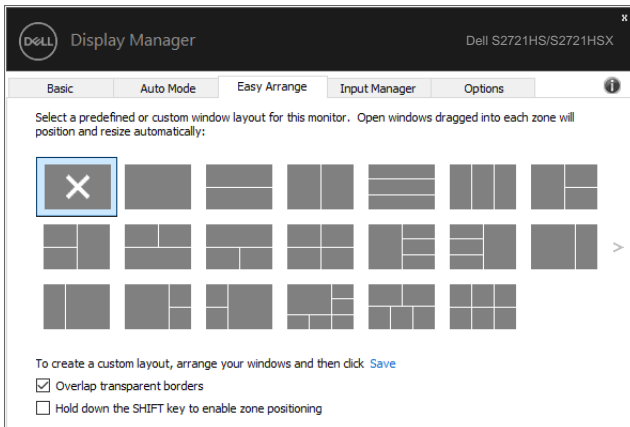 x
DELL Display Manager Dell S2721HS/S2721HSX
Basic Auto Mode Easy Arrange Input Manager Options i
Select a predefined or custom window layout for this monitor. Open windows dragged into each zone will
position and resize automatically:
>
To create a custom layout, arrange your windows and then click Save
Overlap transparent borders
Hold down the SHIFT key to enable zone positioning